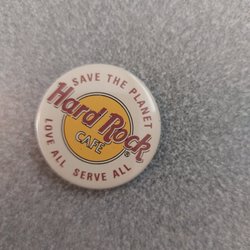 SAVE THE PLANET
Hard Rock
CAFE
®
LOVE ALL SERVE ALL